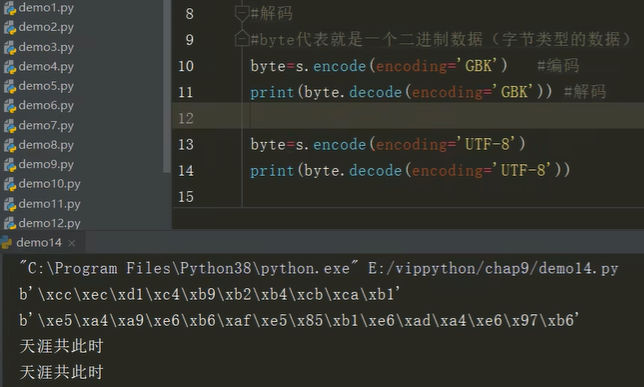 demo1.py
demo2.py
demo3.py
demo4.py
demo5.py
demo6.py
demo7.py
demo8.py
demo9.py
demo10.py
demo11.py
demo12.py
8 #解码
9 #byte代表就是一个二进制数据（字节类型的数据）
10 byte=s.encode(encoding='GBK') #编码
11 print(byte.decode(encoding='GBK')) #解码
12
13 byte=s.encode(encoding='UTF-8')
14 print(byte.decode(encoding='UTF-8'))
15
demo14 ×
"C:\Program Files\Python38\python.exe" E:/vippython/chap9/demo14.py
b'\xcc\xec\xd1\xc4\xb9\xb2\xb4\xcb\xca\xb1'
b'\xe5\xa4\xa9\xe6\xb6\xaf\xe5\x85\xb1\xe6\xad\xa4\xe6\x97\xb6'
天涯共此时
天涯共此时